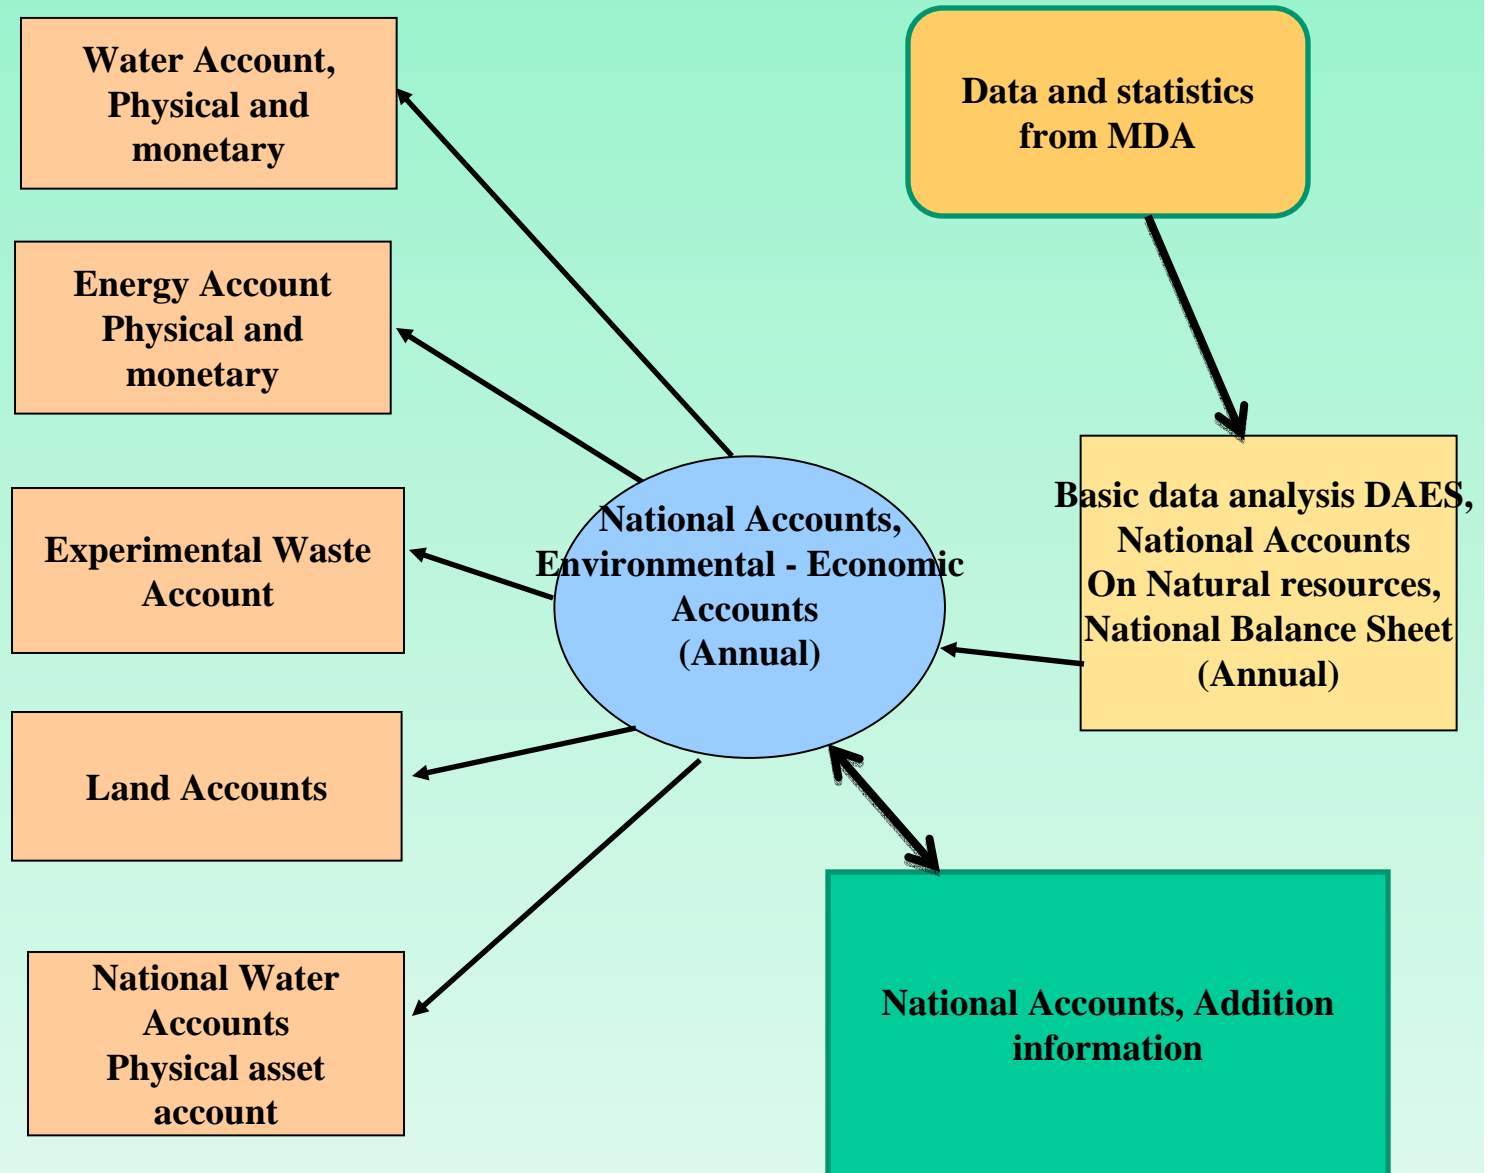 Water Account,
Physical and
monetary
Data and statistics
from MDA
Energy Account
Physical and
monetary
Experimental Waste
Account
National Accounts,
Environmental - Economic
Accounts
(Annual)
Basic data analysis DAES,
National Accounts
On Natural resources,
National Balance Sheet
(Annual)
Land Accounts
National Water
Accounts
Physical asset
account
National Accounts, Addition
information